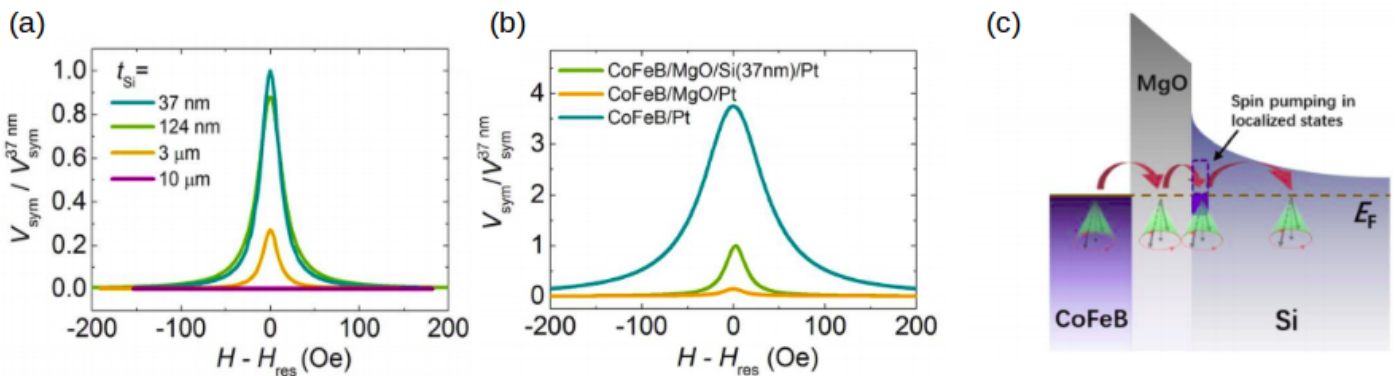 (a)
V_sym / V_sym^37 nm
1.0
0.8
0.6
0.4
0.2
0.0
t_Si=
37 nm
124 nm
3 μm
10 μm
-200 -100 0 100 200
H - H_res (Oe)
(b)
V_sym/V_sym^37 nm
4
3
2
1
0
CoFeB/MgO/Si(37nm)/Pt
CoFeB/MgO/Pt
CoFeB/Pt
-200 -100 0 100 200
H - H_res (Oe)
(c)
MgO
Spin pumping in
localized states
E_F
CoFeB
Si